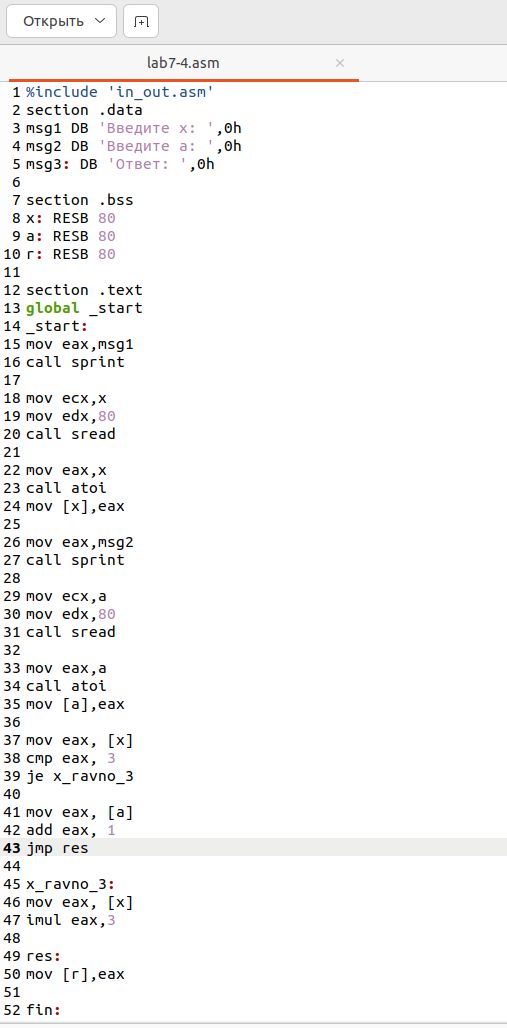 Открыть
lab7-4.asm ×
1 %include 'in_out.asm'
2 section .data
3 msg1 DB 'Введите x: ',0h
4 msg2 DB 'Введите a: ',0h
5 msg3: DB 'Ответ: ',0h
6
7 section .bss
8 x: RESB 80
9 a: RESB 80
10 r: RESB 80
11
12 section .text
13 global _start
14 _start:
15 mov eax,msg1
16 call sprint
17
18 mov ecx,x
19 mov edx,80
20 call sread
21
22 mov eax,x
23 call atoi
24 mov [x],eax
25
26 mov eax,msg2
27 call sprint
28
29 mov ecx,a
30 mov edx,80
31 call sread
32
33 mov eax,a
34 call atoi
35 mov [a],eax
36
37 mov eax, [x]
38 cmp eax, 3
39 je x_ravno_3
40
41 mov eax, [a]
42 add eax, 1
43 jmp res
44
45 x_ravno_3:
46 mov eax, [x]
47 imul eax,3
48
49 res:
50 mov [r],eax
51
52 fin: